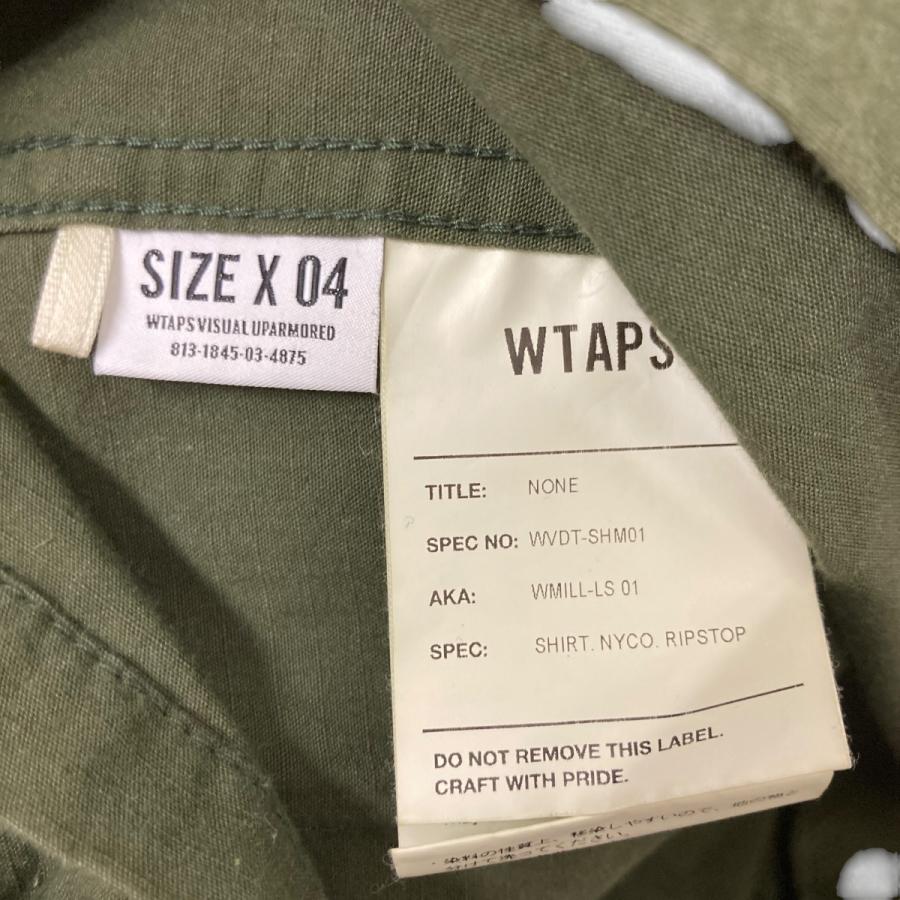 SIZE X 04
WTAPS VISUAL UPARMORED
813-1845-03-4875
WTAPS
TITLE: NONE
SPEC NO: WVDT-SHM01
AKA: WMILL-LS 01
SPEC: SHIRT. NYCO. RIPSTOP
DO NOT REMOVE THIS LABEL.
CRAFT WITH PRIDE.